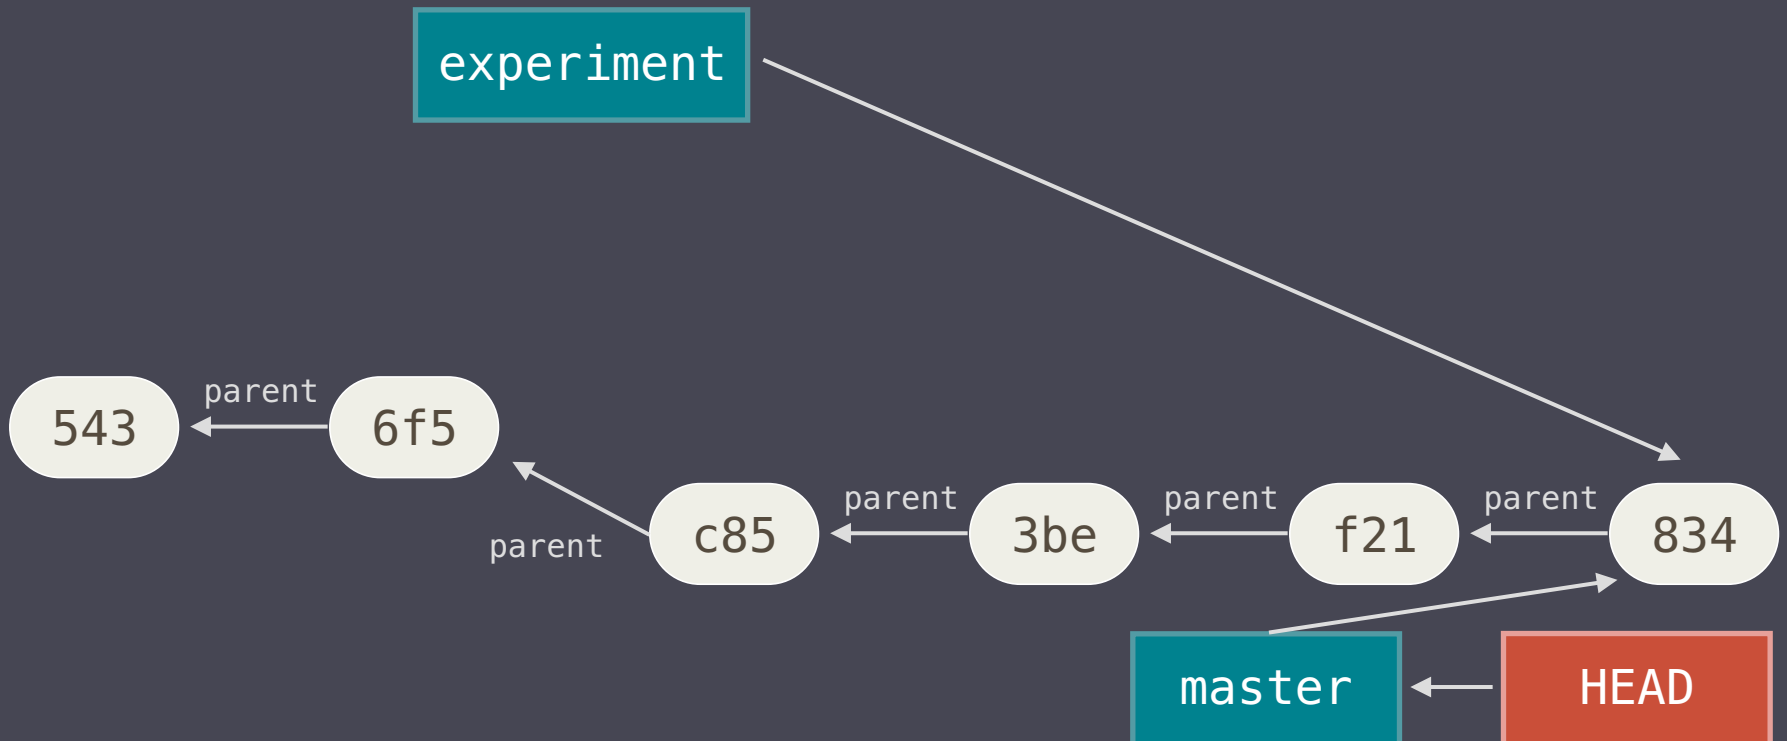 experiment
parent
543
6f5
parent
parent
parent
parent
c85
3be
f21
834
master
HEAD